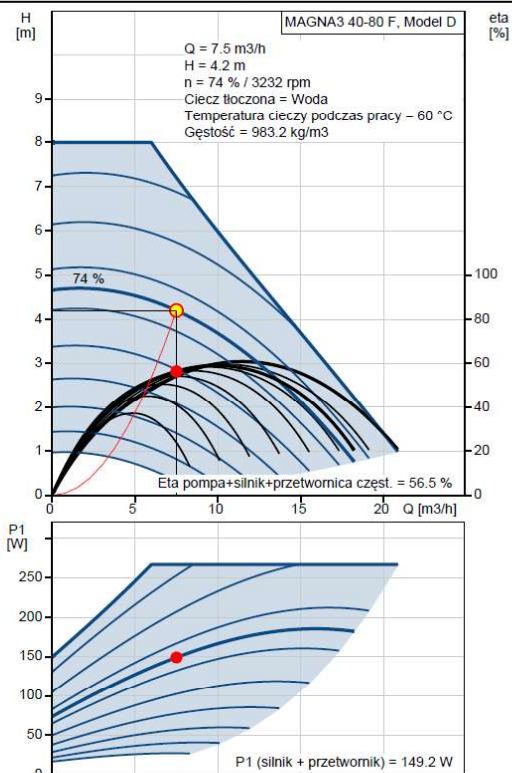 H
[m]
MAGNA3 40-80 F, Model D
eta
[%]
Q = 7.5 m3/h
H = 4.2 m
n = 74 % / 3232 rpm
Ciecz tłoczona = Woda
Temperatura cieczy podczas pracy = 60 °C
Gęstość = 983.2 kg/m3
9
8
7
6
5
4
3
2
1
0
74 %
100
80
60
40
20
0
Eta pompa+silnik+przetwornica częst. = 56.5 %
0
5
10
15
20
Q [m3/h]
P1
[W]
250
200
150
100
50
0
P1 (silnik + przetwornik) = 149.2 W